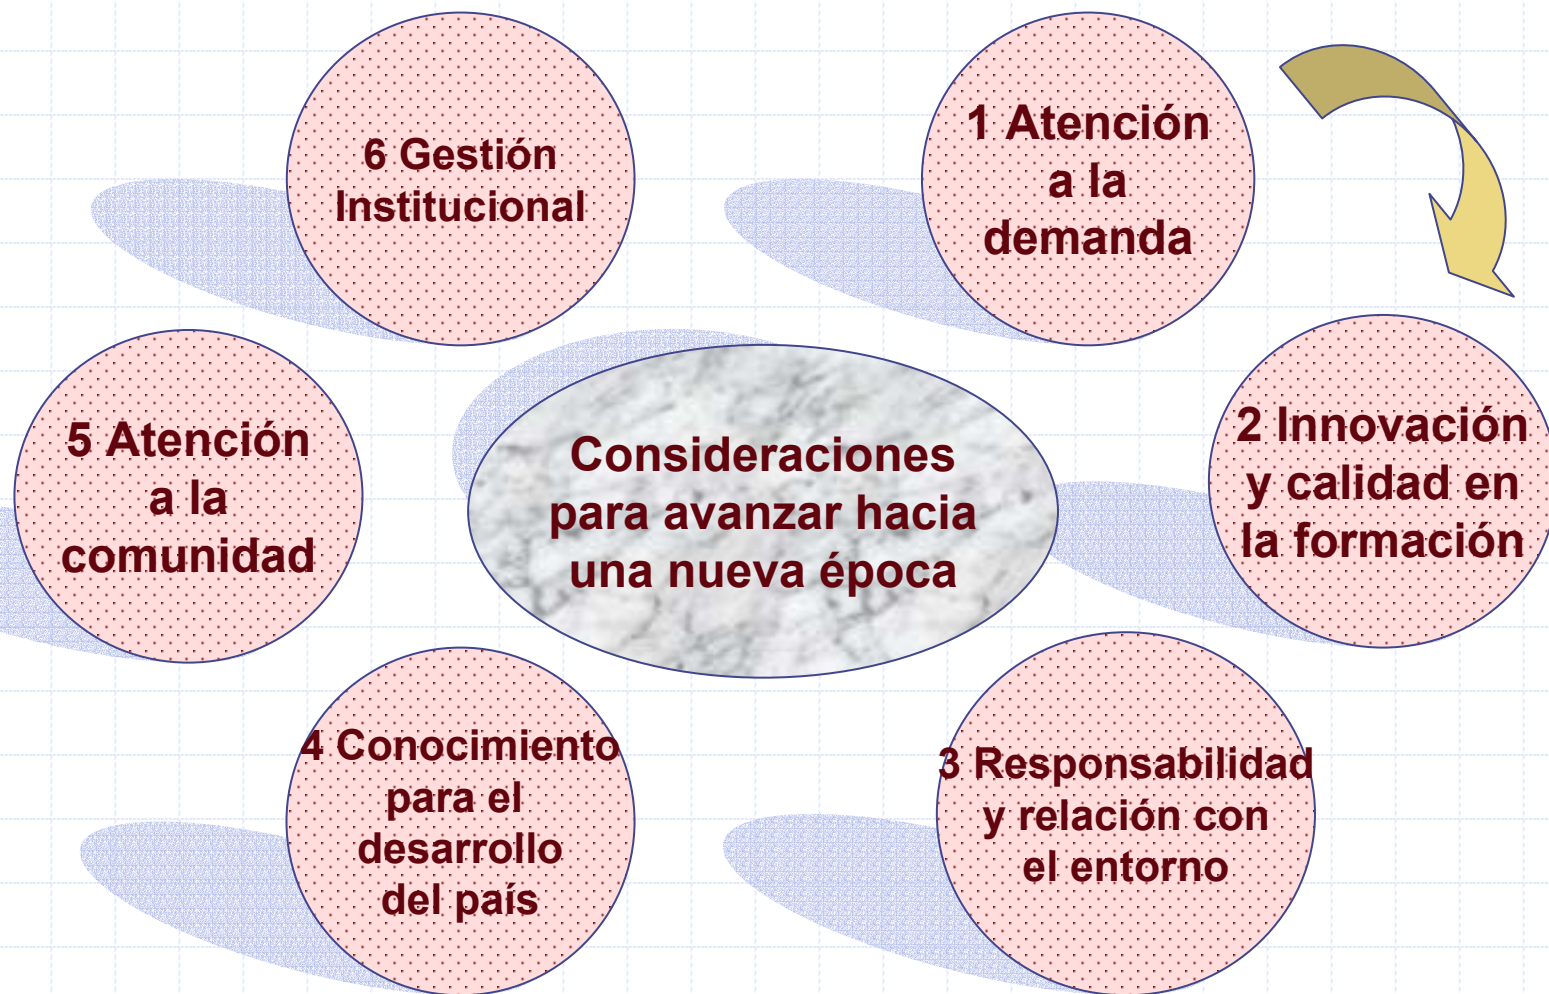 6 Gestión
Institucional
1 Atención
a la
demanda
5 Atención
a la
comunidad
Consideraciones
para avanzar hacia
una nueva época
2 Innovación
y calidad en
la formación
4 Conocimiento
para el
desarrollo
del país
3 Responsabilidad
y relación con
el entorno